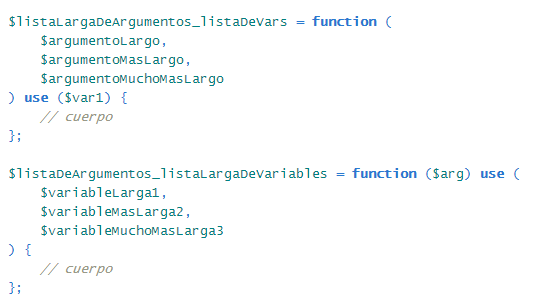 $listaLargaDeArgumentos_listaDeVars = function (
    $argumentoLargo,
    $argumentoMasLargo,
    $argumentoMuchoMasLargo
) use ($var1) {
    // cuerpo
};

$listaDeArgumentos_listaLargaDeVariables = function ($arg) use (
    $variableLarga1,
    $variableMasLarga2,
    $variableMuchoMasLarga3
) {
    // cuerpo
};